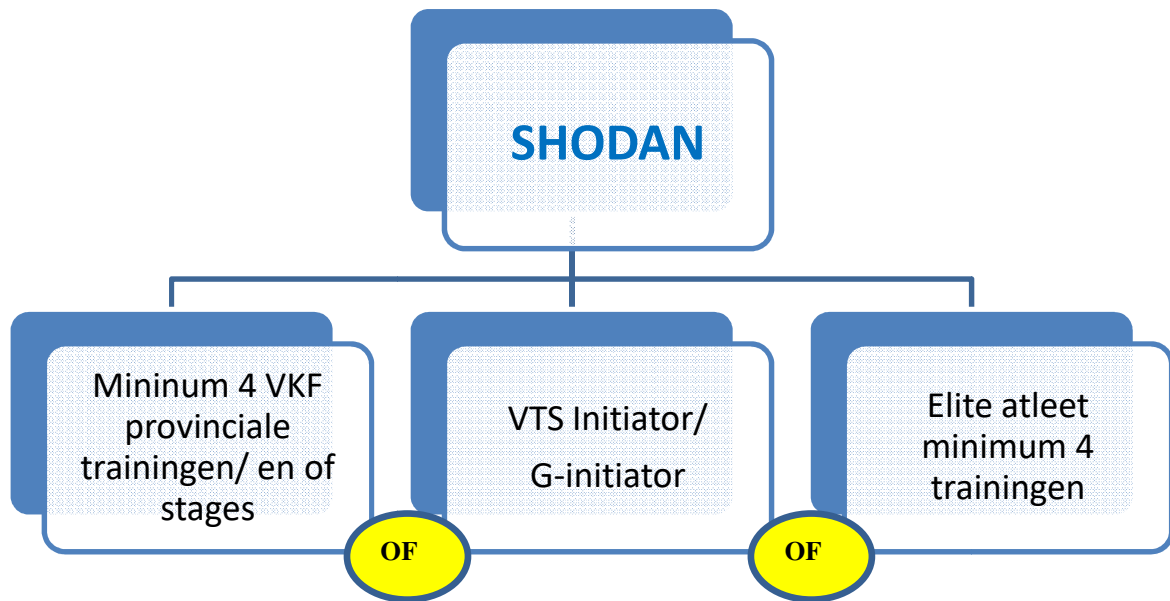 SHODAN
Mininum 4 VKF
provinciale
trainingen/ en of
stages
VTS Initiator/
G-initiator
Elite atleet
minimum 4
trainingen
OF
OF